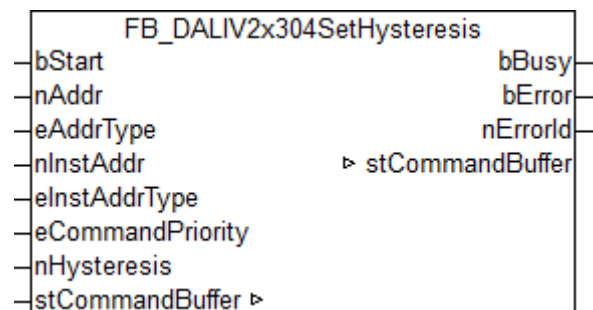 FB_DALIV2x304SetHysteresis
bStart bBusy
nAddr bError
eAddrType nErrorId
nInstAddr ▹ stCommandBuffer
eInstAddrType
eCommandPriority
nHysteresis
stCommandBuffer ▹